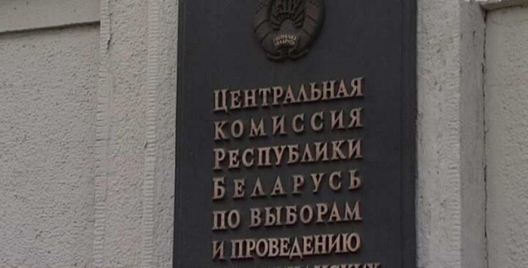 ЦЕНТРАЛЬНАЯ
КОМИССИЯ
РЕСПУБЛИКИ
БЕЛАРУСЬ
ПО ВЫБОРАМ
И ПРОВЕДЕНИЮ